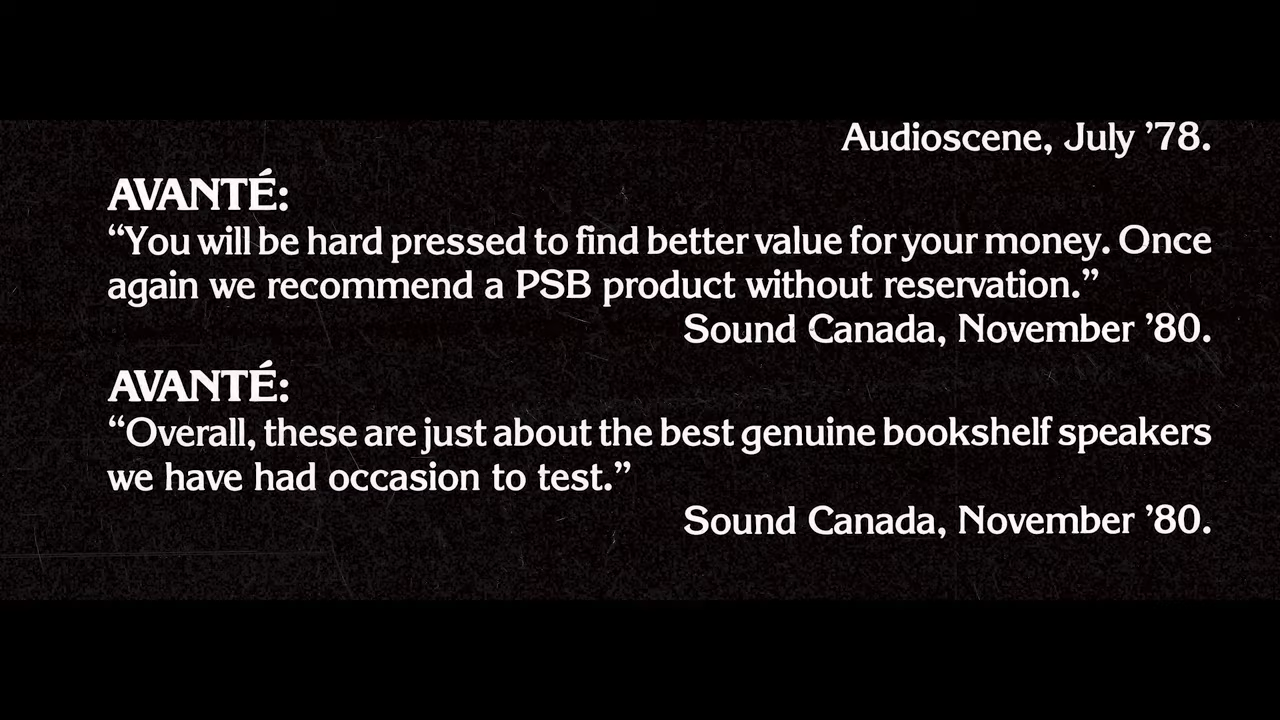 Audioscene, July ’78.
AVANTÉ:
“You will be hard pressed to find better value for your money. Once
again we recommend a PSB product without reservation.”
Sound Canada, November ’80.
AVANTÉ:
“Overall, these are just about the best genuine bookshelf speakers
we have had occasion to test.”
Sound Canada, November ’80.